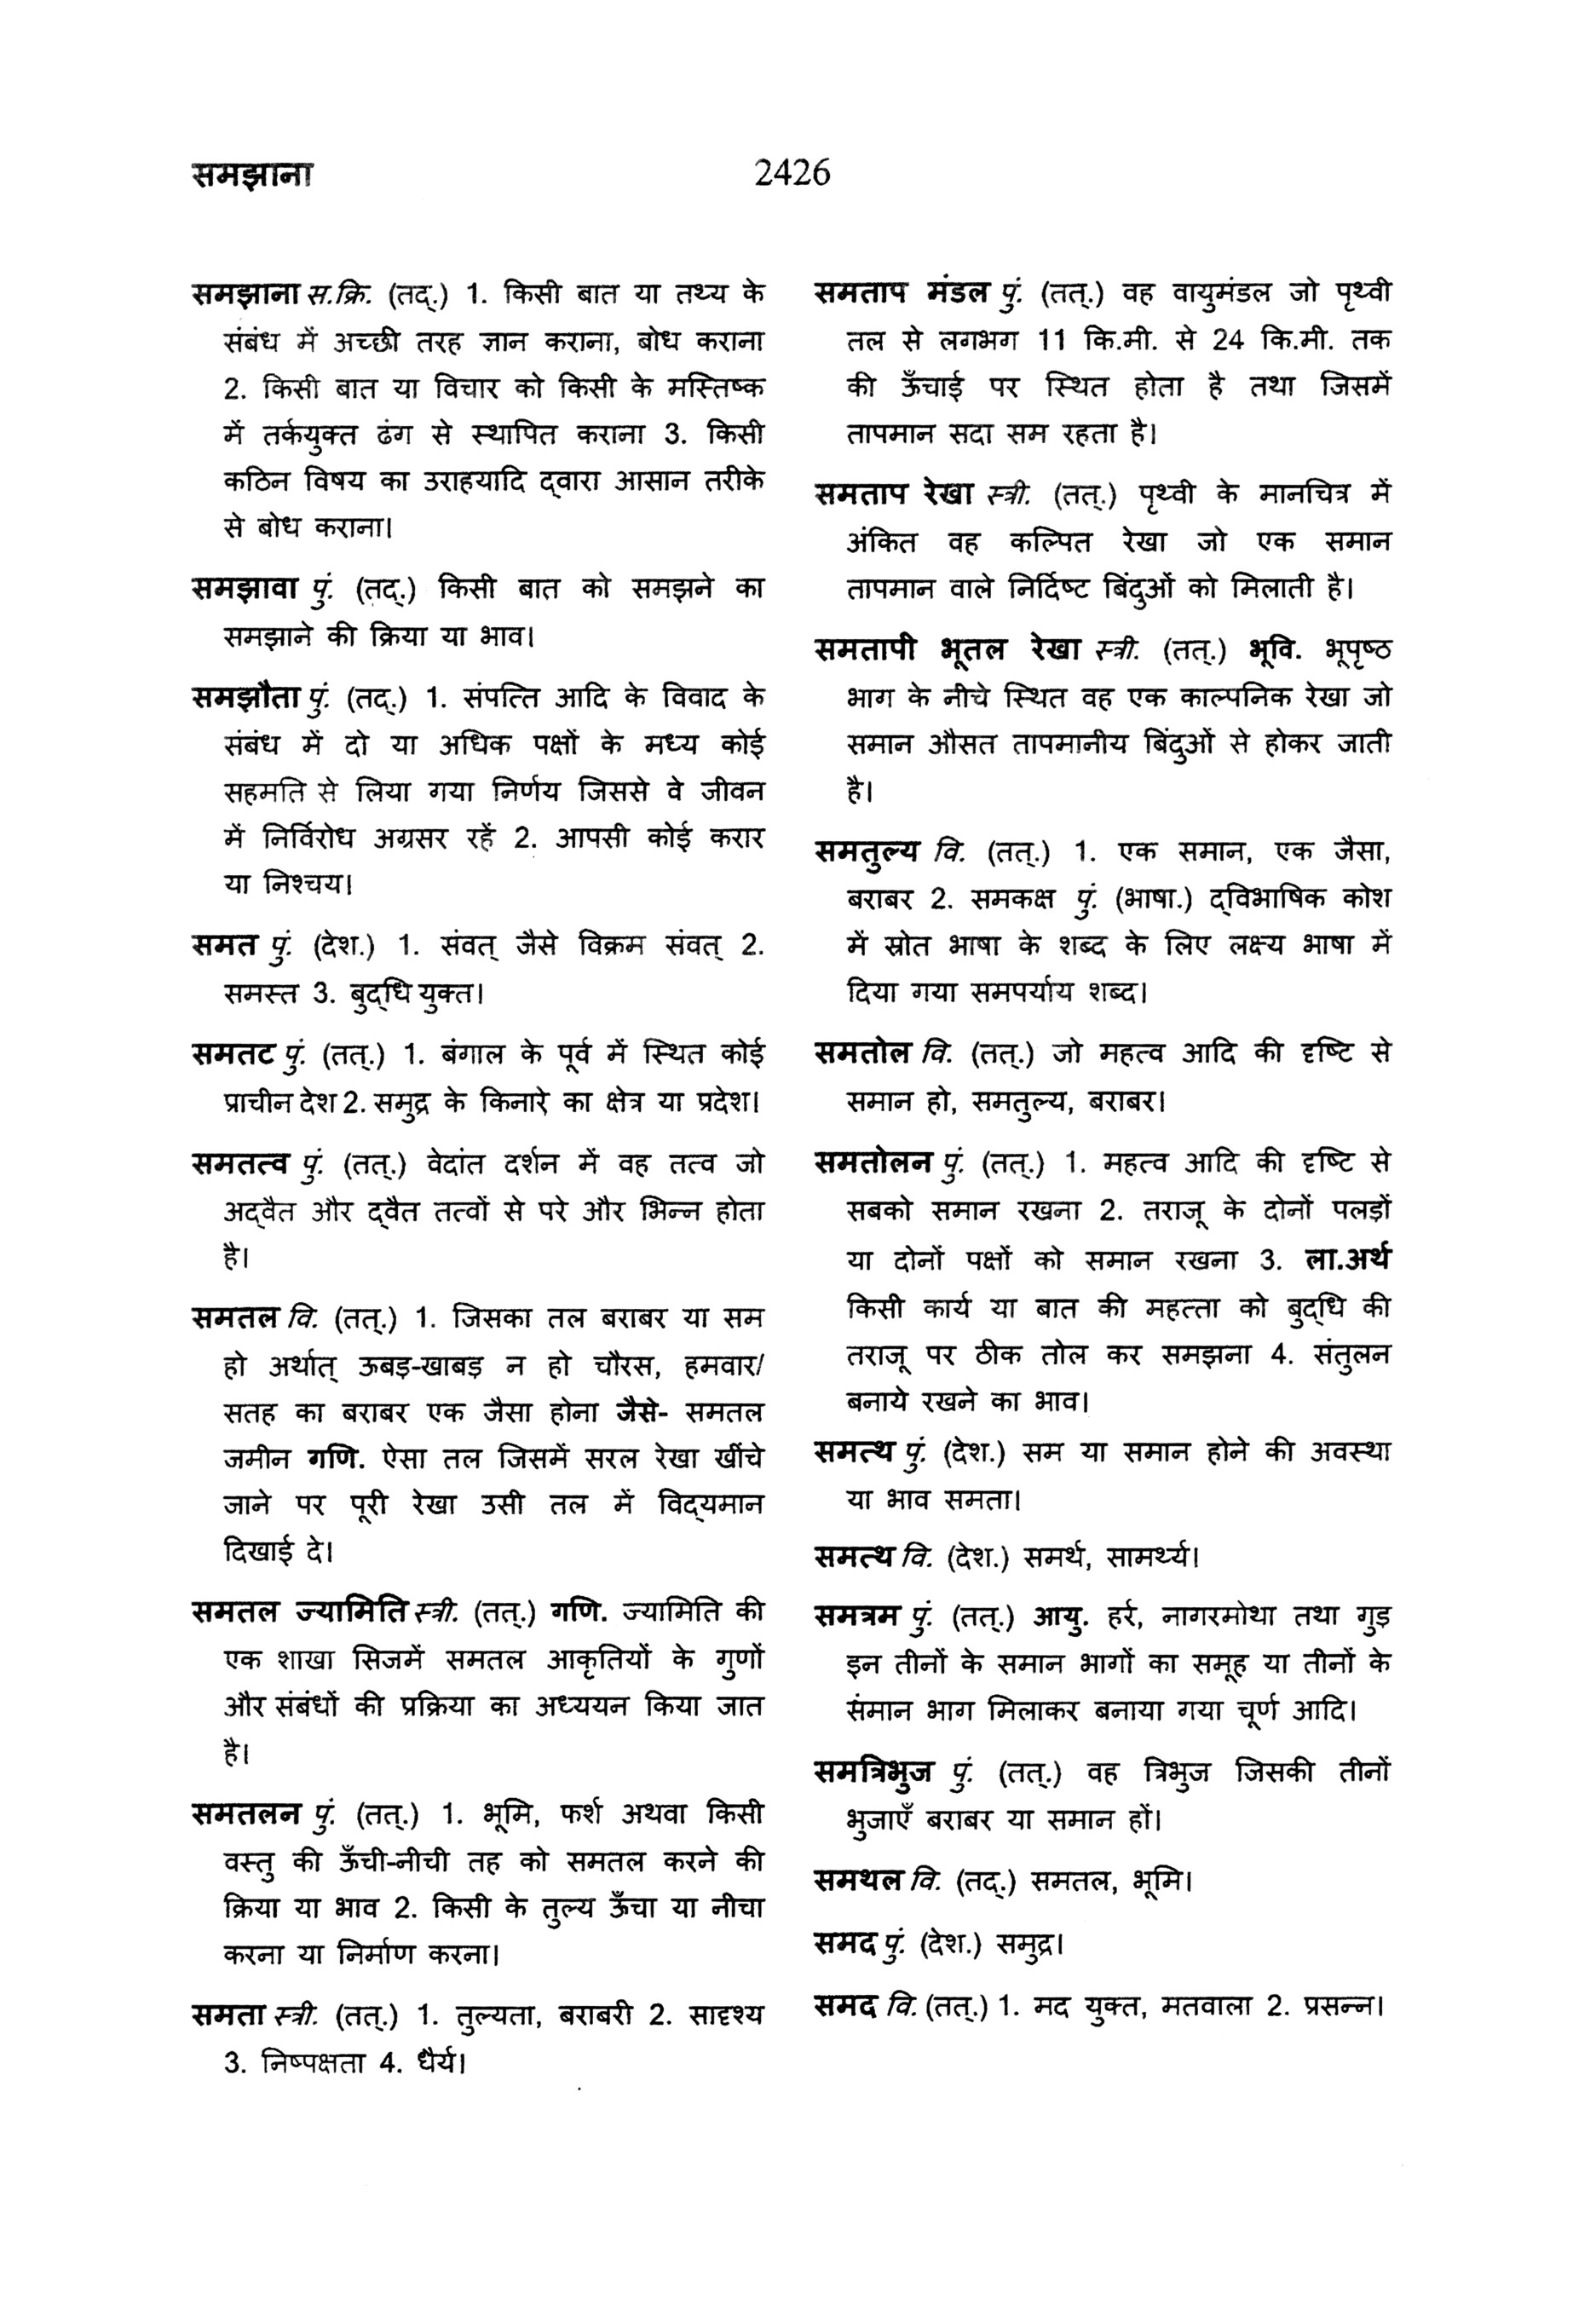 समझाना
2426
समझाना स.क्रि. (तद्.) 1. किसी बात या तथ्य के
संबंध में अच्छी तरह ज्ञान कराना, बोध कराना
2. किसी बात या विचार को किसी के मस्तिष्क
में तर्कयुक्त ढंग से स्थापित कराना 3. किसी
कठिन विषय का उराहयादि द्वारा आसान तरीके
से बोध कराना।
समझावा पुं. (तद्.) किसी बात को समझने का
समझाने की क्रिया या भाव।
समझौता पुं. (तद्.) 1. संपत्ति आदि के विवाद के
संबंध में दो या अधिक पक्षों के मध्य कोई
सहमति से लिया गया निर्णय जिससे वे जीवन
में निर्विरोध अग्रसर रहें 2. आपसी कोई करार
या निश्चय।
समत पुं. (देश.) 1. संवत् जैसे विक्रम संवत् 2.
समस्त 3. बुद्धि युक्त।
समतट पुं. (तत्.) 1. बंगाल के पूर्व में स्थित कोई
प्राचीन देश 2. समुद्र के किनारे का क्षेत्र या प्रदेश।
समतत्व पुं. (तत्.) वेदांत दर्शन में वह तत्व जो
अद्वैत और द्वैत तत्वों से परे और भिन्न होता
है।
समतल वि. (तत्.) 1. जिसका तल बराबर या सम
हो अर्थात् ऊबड़-खाबड़ न हो चौरस, हमवार/
सतह का बराबर एक जैसा होना जैसे- समतल
जमीन गणि. ऐसा तल जिसमें सरल रेखा खींचे
जाने पर पूरी रेखा उसी तल में विद्यमान
दिखाई दे।
समतल ज्यामिति स्त्री. (तत्.) गणि. ज्यामिति की
एक शाखा सिजमें समतल आकृतियों के गुणों
और संबंधों की प्रक्रिया का अध्ययन किया जात
है।
समतलन पुं. (तत्.) 1. भूमि, फर्श अथवा किसी
वस्तु की ऊँची-नीची तह को समतल करने की
क्रिया या भाव 2. किसी के तुल्य ऊँचा या नीचा
करना या निर्माण करना।
समता स्त्री. (तत्.) 1. तुल्यता, बराबरी 2. सादृश्य
3. निष्पक्षता 4. धैर्य।
समताप मंडल पुं. (तत्.) वह वायुमंडल जो पृथ्वी
तल से लगभग 11 कि.मी. से 24 कि.मी. तक
की ऊँचाई पर स्थित होता है तथा जिसमें
तापमान सदा सम रहता है।
समताप रेखा स्त्री. (तत्.) पृथ्वी के मानचित्र में
अंकित वह कल्पित रेखा जो एक समान
तापमान वाले निर्दिष्ट बिंदुओं को मिलाती है।
समतापी भूतल रेखा स्त्री. (तत्.) भूवि. भूपृष्ठ
भाग के नीचे स्थित वह एक काल्पनिक रेखा जो
समान औसत तापमानीय बिंदुओं से होकर जाती
है।
समतुल्य वि. (तत्.) 1. एक समान, एक जैसा,
बराबर 2. समकक्ष पुं. (भाषा.) द्विभाषिक कोश
में स्रोत भाषा के शब्द के लिए लक्ष्य भाषा में
दिया गया समपर्याय शब्द।
समतोल वि. (तत्.) जो महत्व आदि की दृष्टि से
समान हो, समतुल्य, बराबर।
समतोलन पुं. (तत्.) 1. महत्व आदि की दृष्टि से
सबको समान रखना 2. तराजू के दोनों पलड़ों
या दोनों पक्षों को समान रखना 3. ला.अर्थ
किसी कार्य या बात की महत्ता को बुद्धि की
तराजू पर ठीक तोल कर समझना 4. संतुलन
बनाये रखने का भाव।
समत्थ पुं. (देश.) सम या समान होने की अवस्था
या भाव समता।
समत्थ वि. (देश.) समर्थ, सामर्थ्य।
समत्रम पुं. (तत्.) आयु. हर्र, नागरमोथा तथा गुड़
इन तीनों के समान भागों का समूह या तीनों के
संमान भाग मिलाकर बनाया गया चूर्ण आदि।
समत्रिभुज पुं. (तत्.) वह त्रिभुज जिसकी तीनों
भुजाएँ बराबर या समान हों।
समथल वि. (तद्.) समतल, भूमि।
समद पुं. (देश.) समुद्र।
समद वि. (तत्.) 1. मद युक्त, मतवाला 2. प्रसन्न।